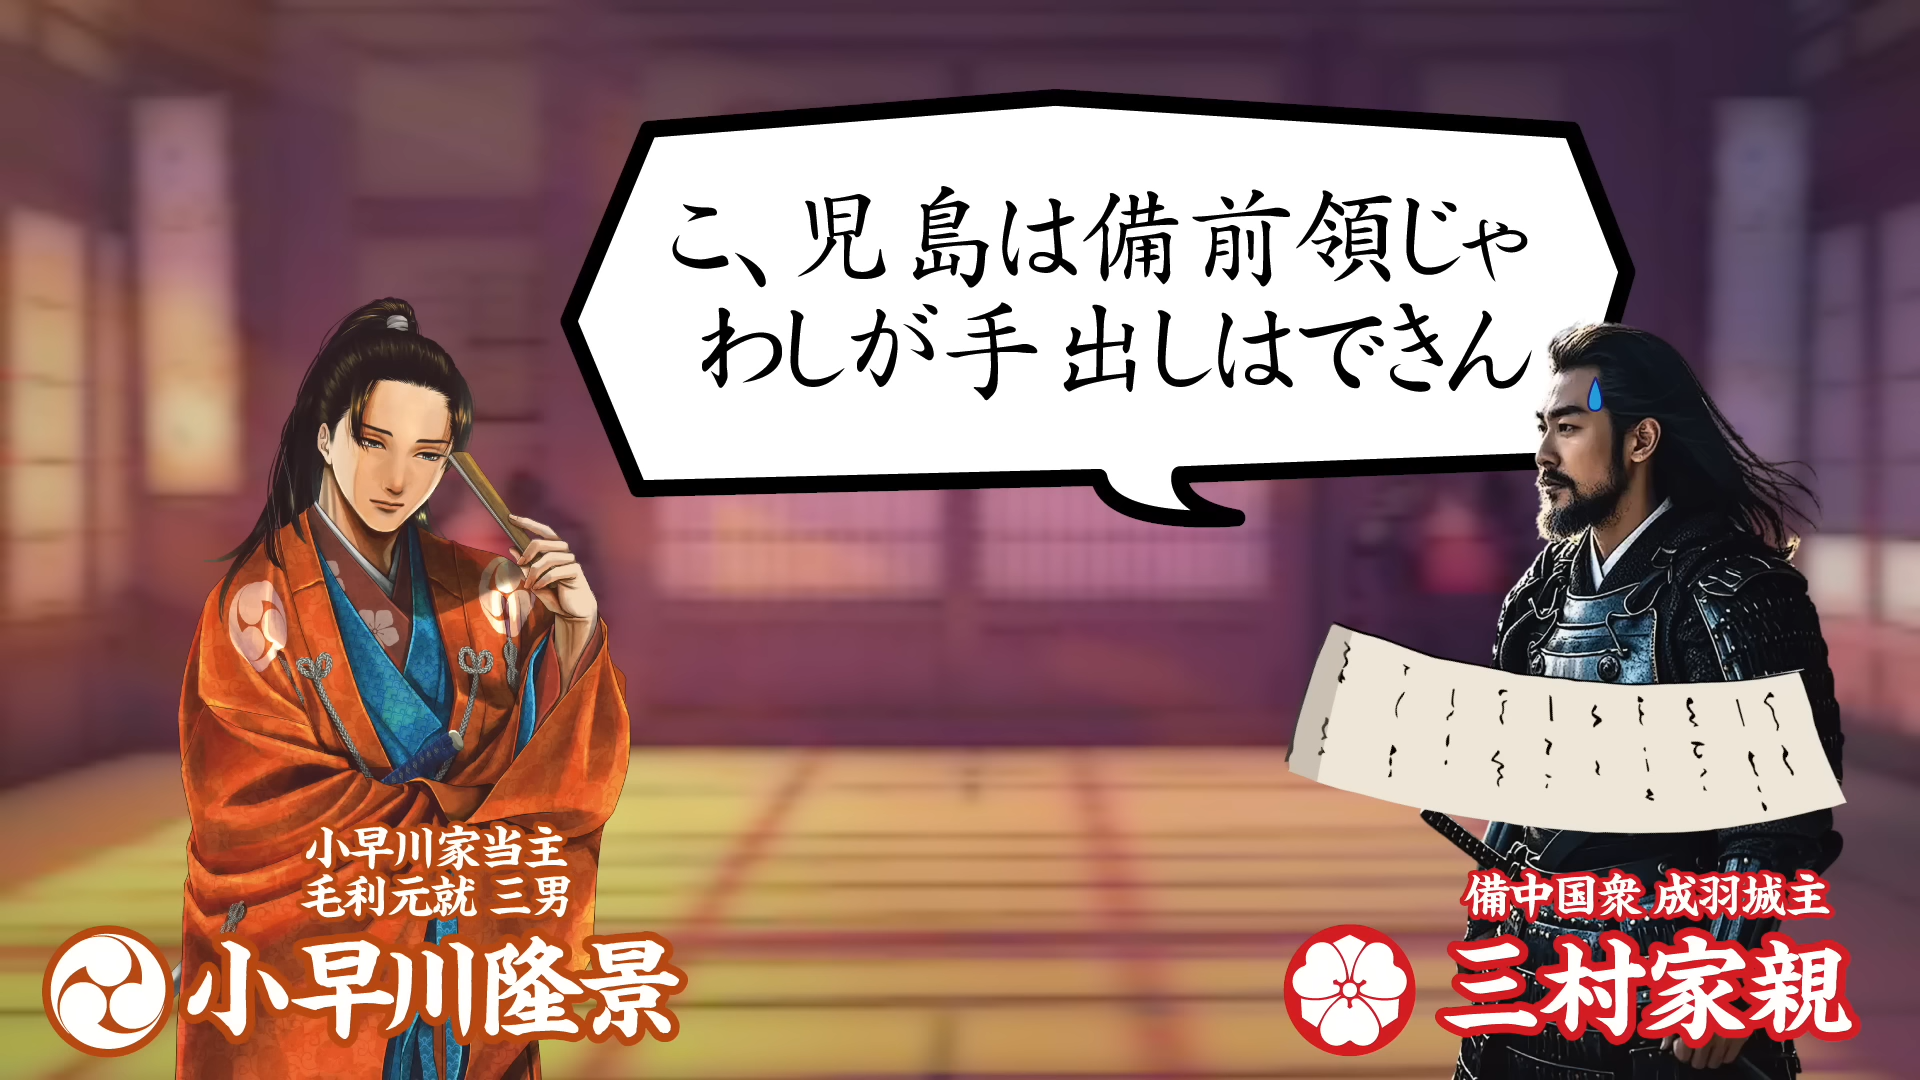 こ、児島は備前領じゃ
わしが手出しはできん
小早川家当主
毛利元就 三男
小早川隆景
備中国衆 成羽城主
三村家親